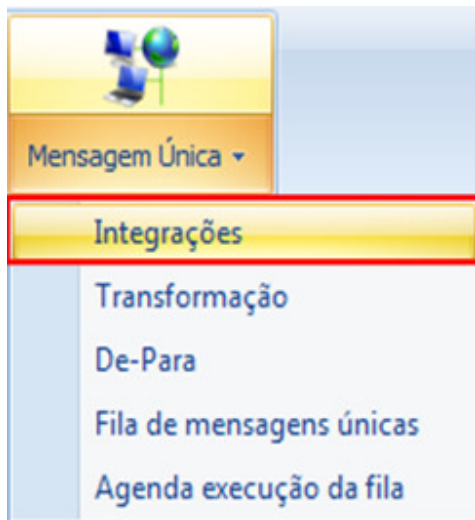 Mensagem Única
Integrações
Transformação
De-Para
Fila de mensagens únicas
Agenda execução da fila